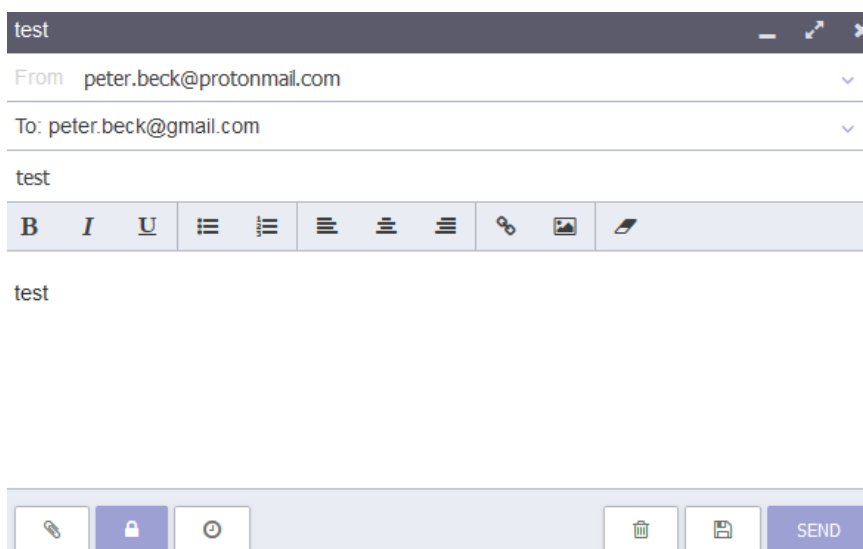 test
From peter.beck@protonmail.com
To: peter.beck@gmail.com
test
B I U
test
SEND